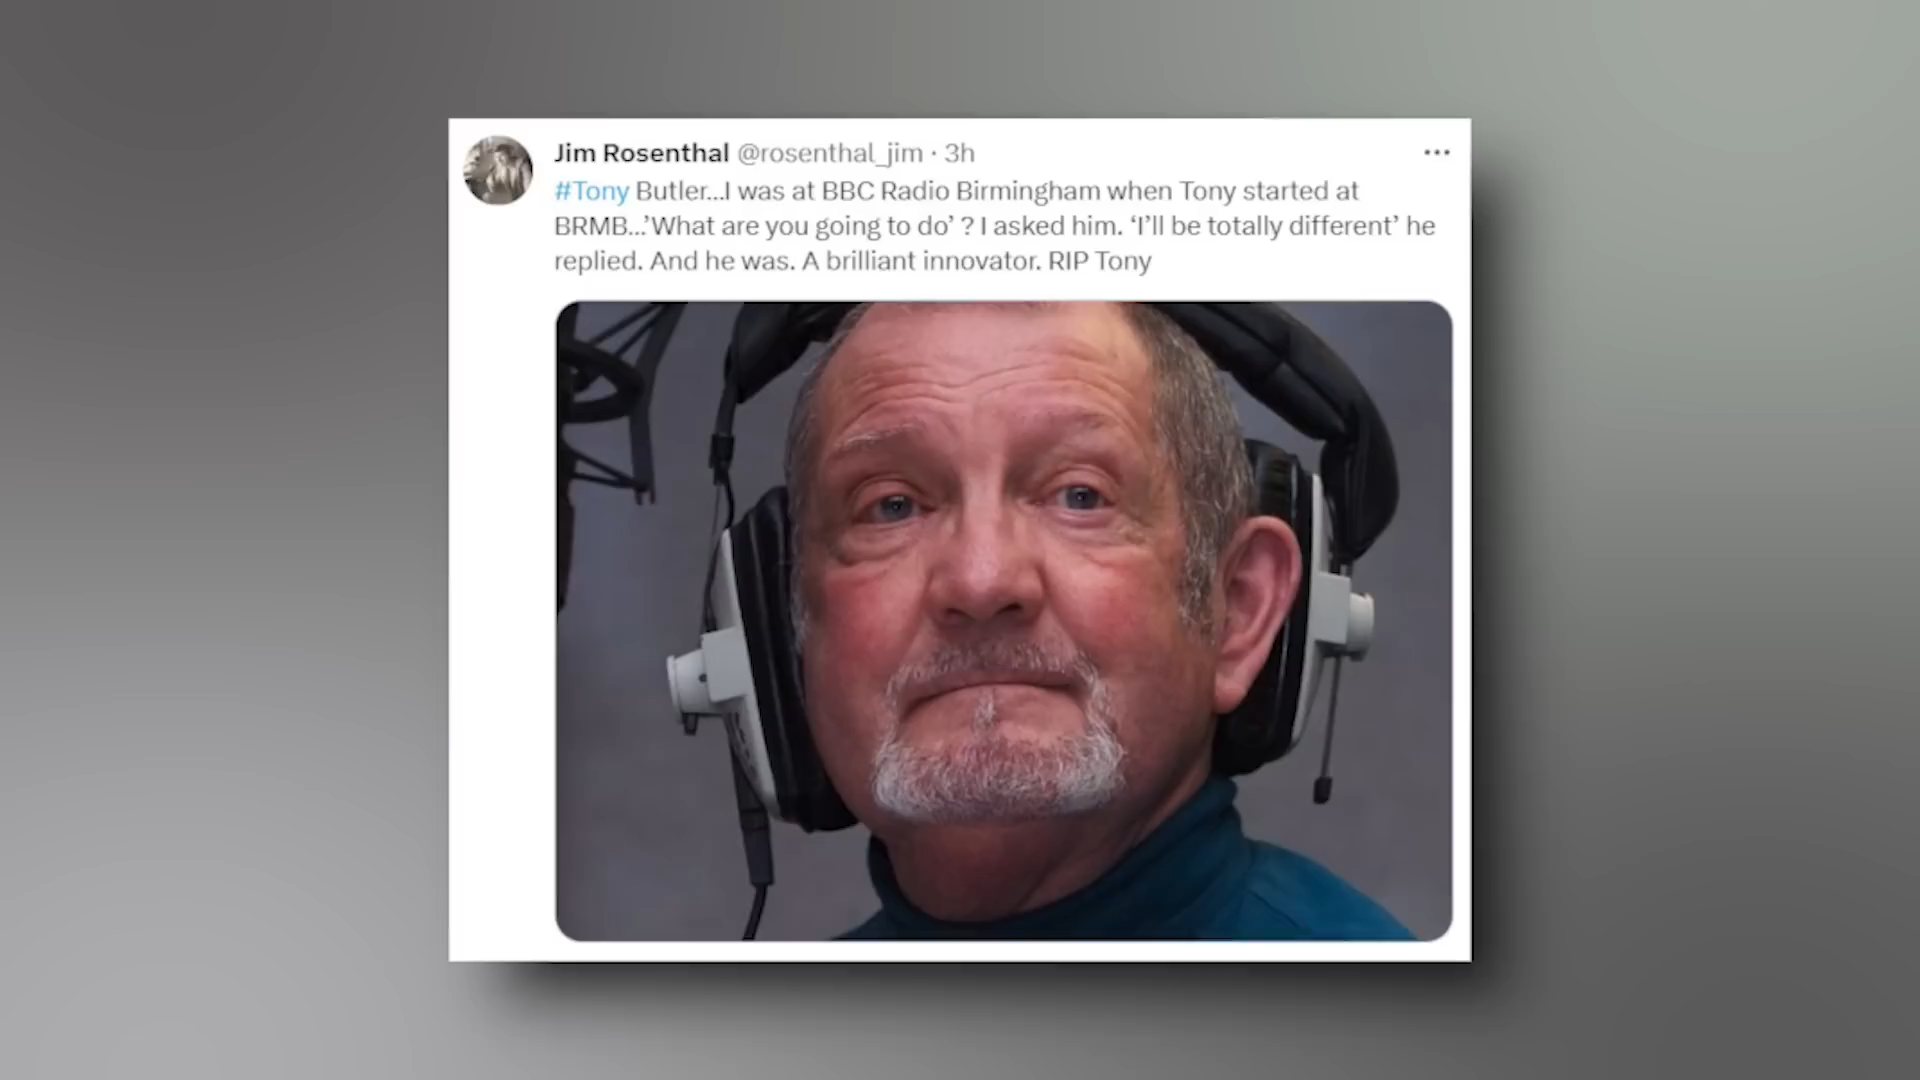 Jim Rosenthal @rosenthal_jim · 3h
#Tony Butler...I was at BBC Radio Birmingham when Tony started at
BRMB...’What are you going to do’ ? I asked him. ‘I’ll be totally different’ he
replied. And he was. A brilliant innovator. RIP Tony